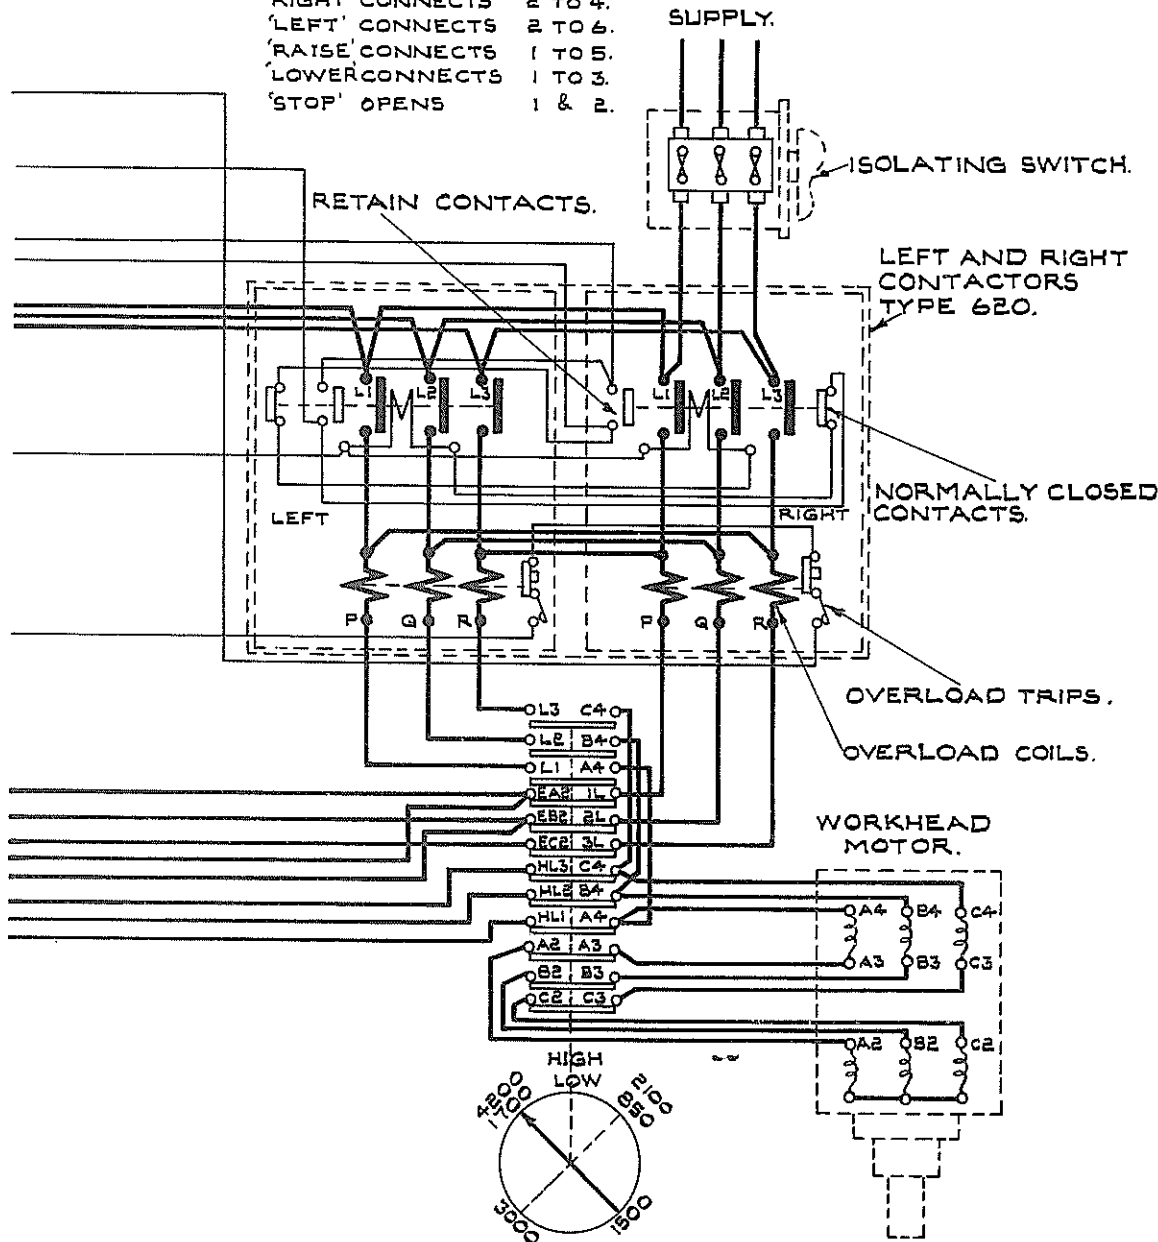 'RIGHT' CONNECTS 2 TO 4.
'LEFT' CONNECTS 2 TO 6.
'RAISE' CONNECTS 1 TO 5.
'LOWER' CONNECTS 1 TO 3.
'STOP' OPENS 1 & 2.
SUPPLY.
ISOLATING SWITCH.
RETAIN CONTACTS.
LEFT AND RIGHT
CONTACTORS
TYPE 620.
L1 L2 L3
L1 L2 L3
LEFT
RIGHT
NORMALLY CLOSED
CONTACTS.
P Q R
P Q R
OVERLOAD TRIPS.
OVERLOAD COILS.
L3 C4
L2 B4
L1 A4
EA2 1L
EB2 2L
EC2 3L
HL3 C4
HL2 B4
HL1 A4
A2 A3
B2 B3
C2 C3
WORKHEAD
MOTOR.
A4 B4 C4
A3 B3 C3
A2 B2 C2
HIGH
LOW
4200
1700
2100
850
3000
1500